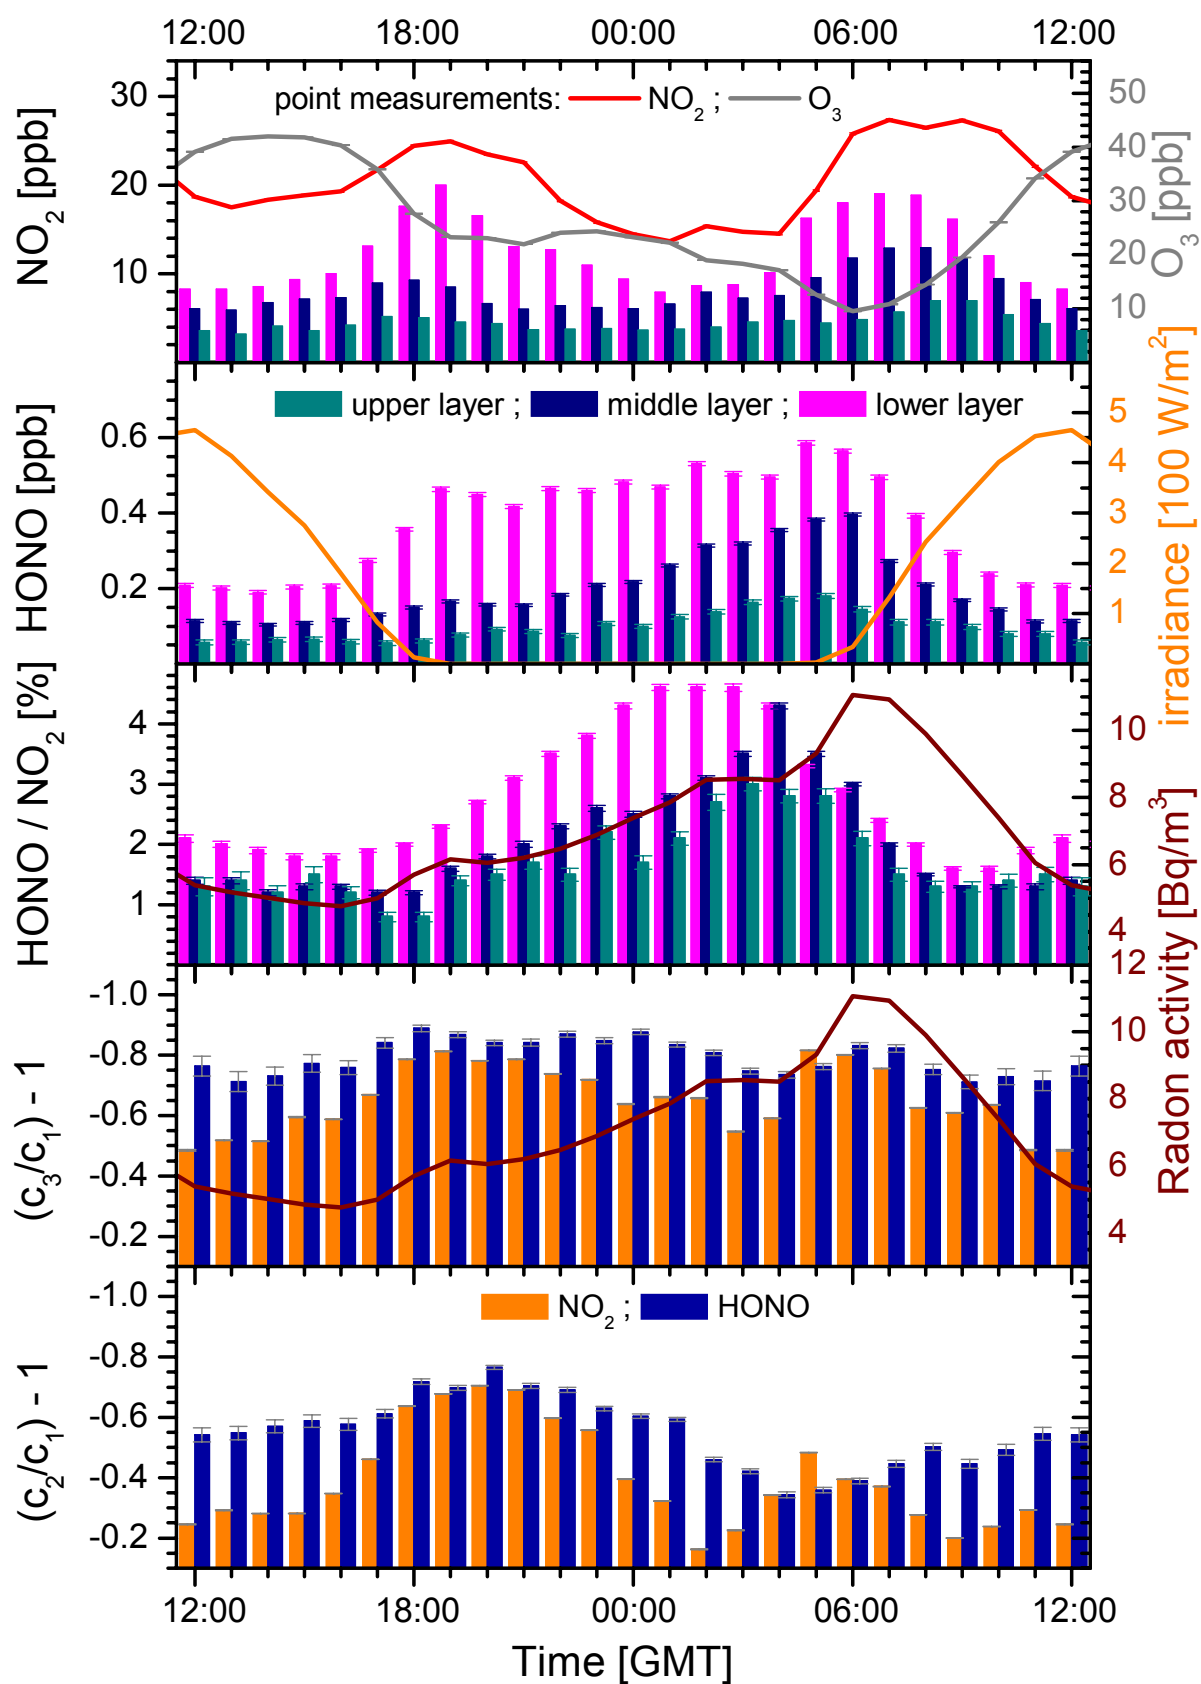 12:00 18:00 00:00 06:00 12:00
point measurements: NO₂ ; O₃
NO₂ [ppb]
30
20
10
O₃ [ppb]
50
40
30
20
10
upper layer ; middle layer ; lower layer
HONO [ppb]
0.6
0.4
0.2
irradiance [100 W/m²]
5
4
3
2
1
HONO / NO₂ [%]
4
3
2
1
Radon activity [Bq/m³]
10
8
6
4
12
10
8
6
4
(c₃/c₁) - 1
-1.0
-0.8
-0.6
-0.4
-0.2
NO₂ ; HONO
(c₂/c₁) - 1
-1.0
-0.8
-0.6
-0.4
-0.2
12:00 18:00 00:00 06:00 12:00
Time [GMT]